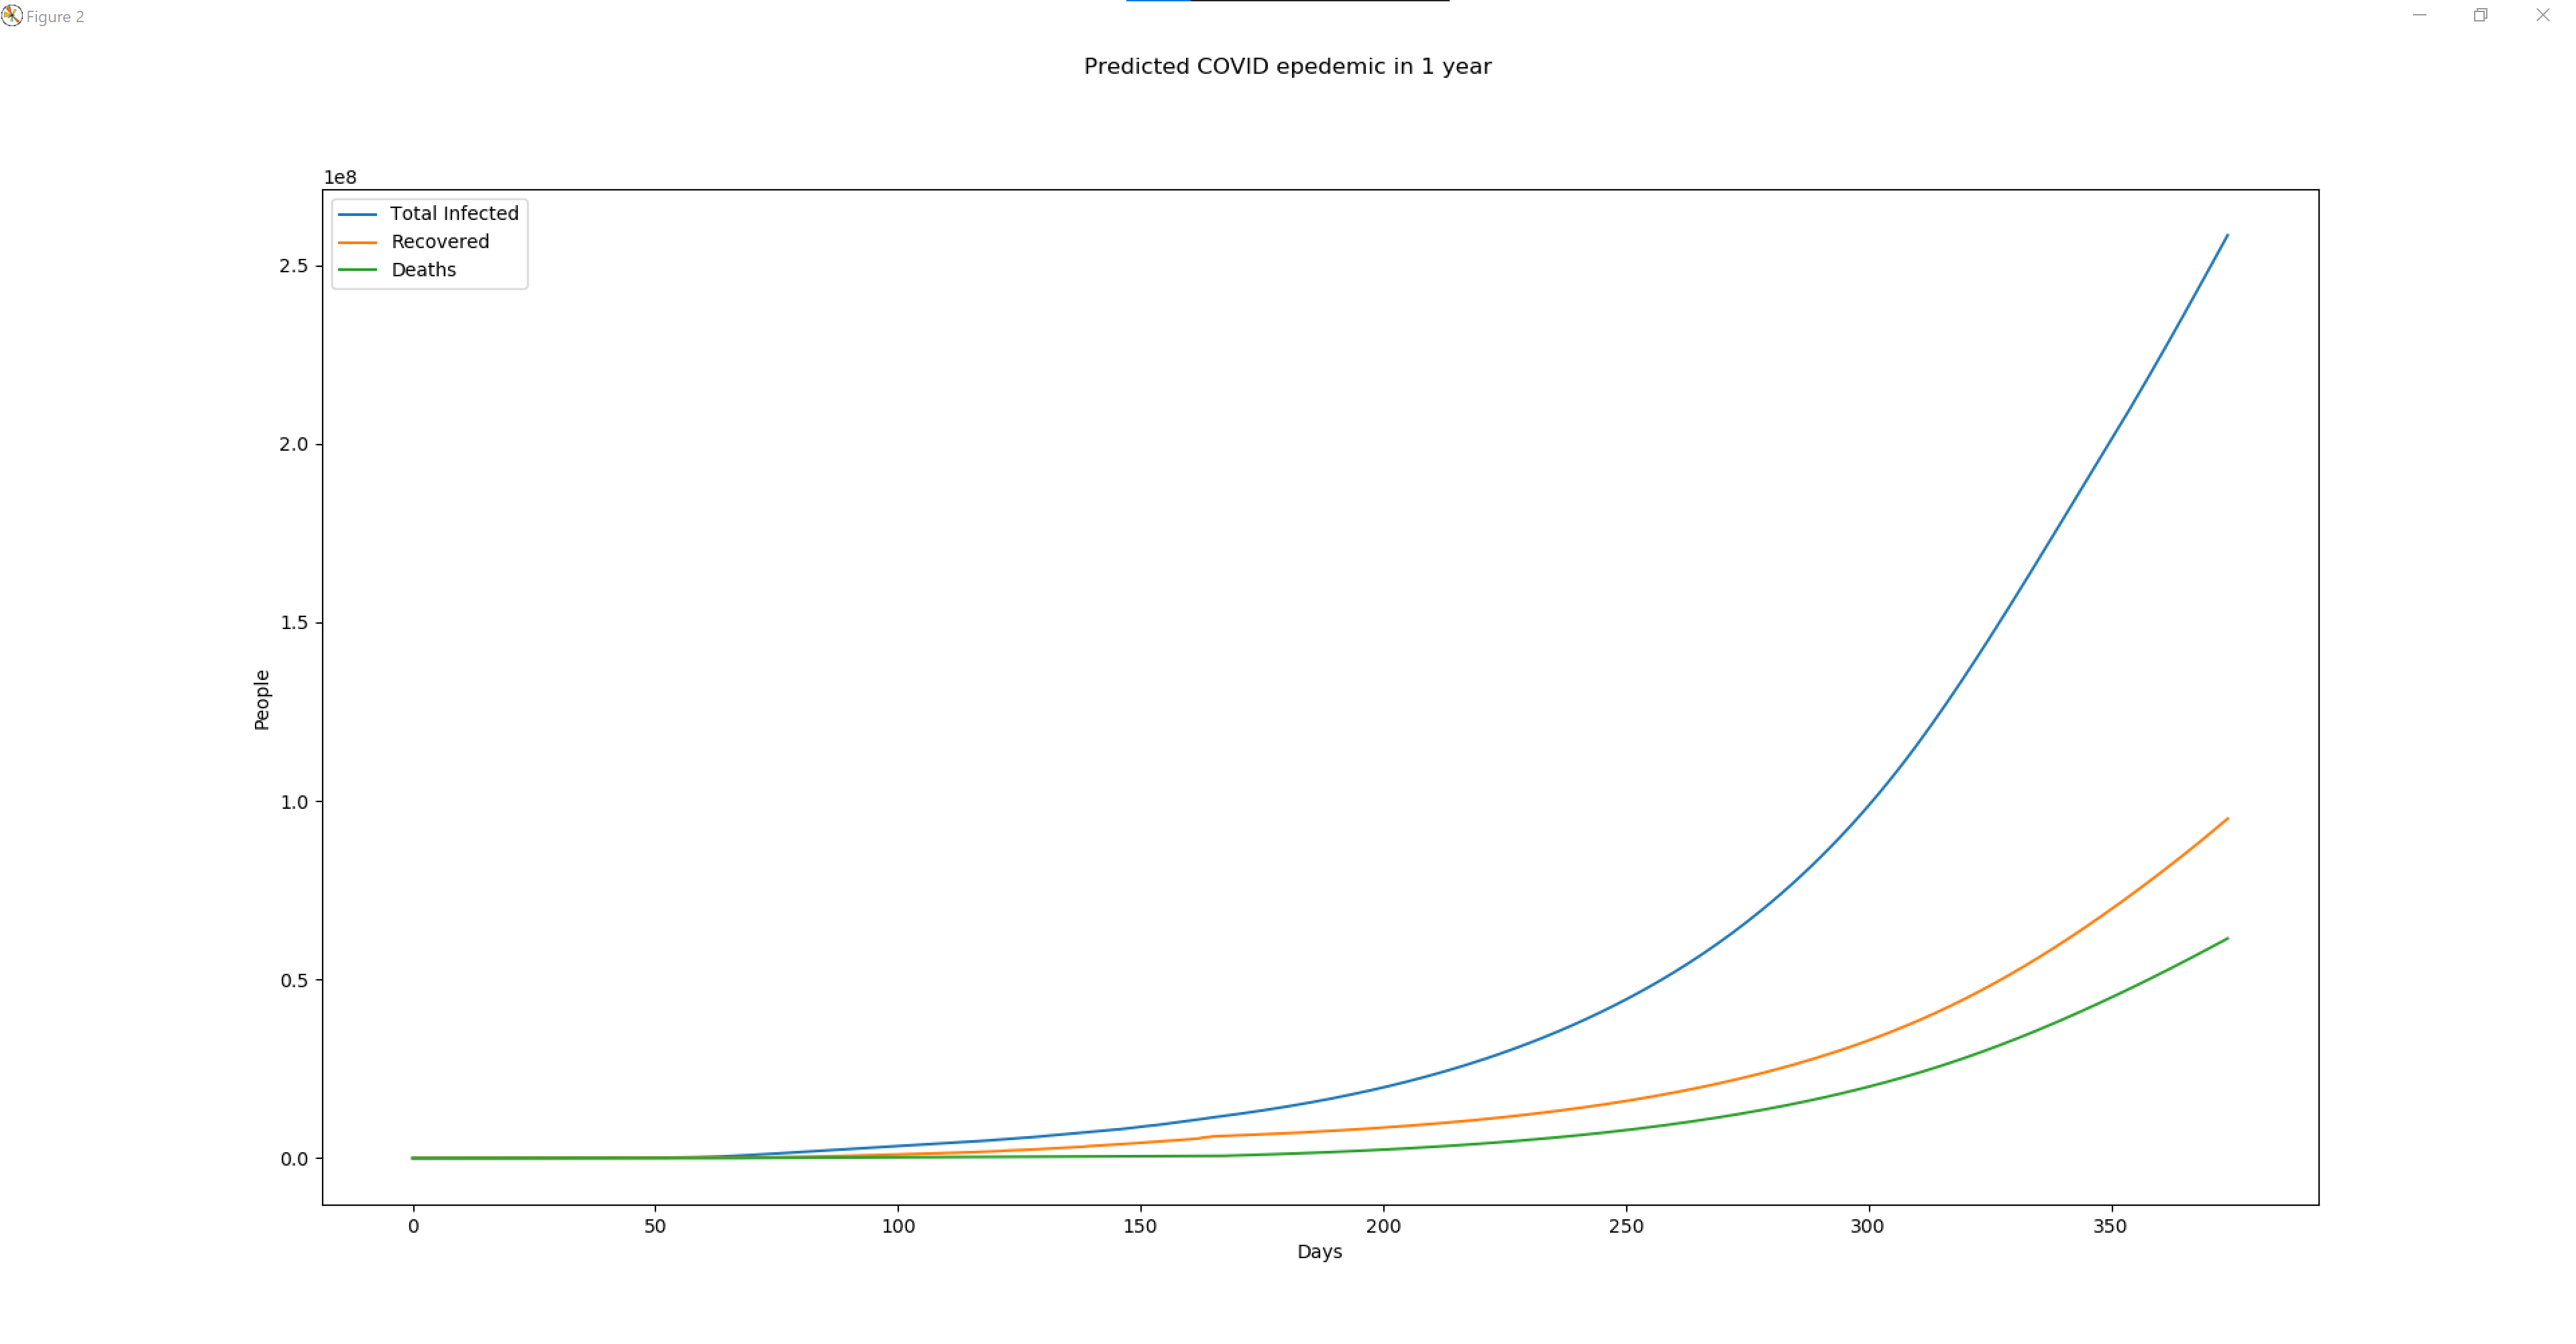 Figure 2
Predicted COVID epedemic in 1 year
1e8
Total Infected
Recovered
Deaths
2.5
2.0
1.5
1.0
0.5
0.0
People
0 50 100 150 200 250 300 350
Days